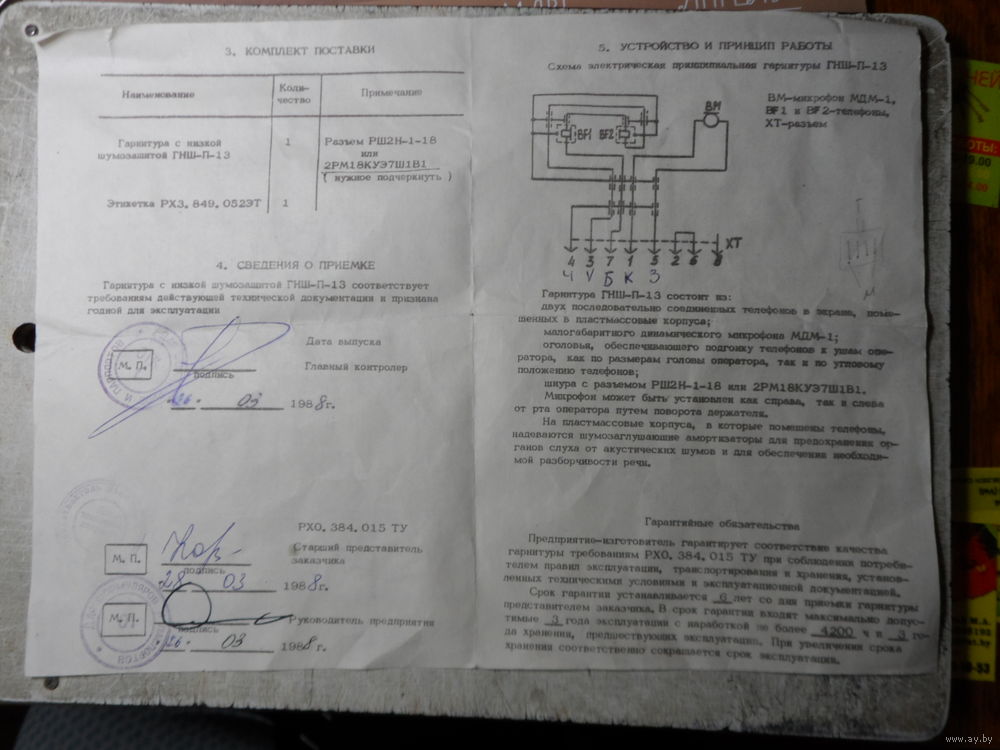 3. КОМПЛЕКТ ПОСТАВКИ
Наименование
Коли-
чество
Примечание
Гарнитура с низкой
шумозащитой ГНШ-П-13
1
Разъем РШ2Н-1-18
или
2РМ18КУЭ7Ш1В1
( нужное подчеркнуть )
Этикетка РХ3.849.052ЭТ
1
4. СВЕДЕНИЯ О ПРИЕМКЕ
Гарнитура с низкой шумозащитой ГНШ-П-13 соответствует
требованиям действующей технической документации и признана
годной для эксплуатации
М. П.
подпись
Дата выпуска
Главный контролер
26. 03 1988г.
РХ0.384.015 ТУ
М. П.
подпись
Старший представитель
заказчика
28 03 1988г.
М. П.
подпись
Руководитель предприятия
26. 03 1988г.
5. УСТРОЙСТВО И ПРИНЦИП РАБОТЫ
Схема электрическая принципиальная гарнитуры ГНШ-П-13
BF1
BF2
ВМ
ВМ-микрофон МДМ-1,
BF1 и BF2-телефоны,
ХТ-разъем
ХТ
4 3 7 1 5 2 6 8
Ч У Б К З
Гарнитура ГНШ-П-13 состоит из:
двух последовательно соединенных телефонов в экране, поме-
щенных в пластмассовые корпуса;
малогабаритного динамического микрофона МДМ-1;
оголовья, обеспечивающего подгонку телефонов к ушам опе-
ратора, как по размерам головы оператора, так и по угловому
положению телефонов;
шнура с разъемом РШ2Н-1-18 или 2РМ18КУЭ7Ш1В1.
Микрофон может быть установлен как справа, так и слева
от рта оператора путем поворота держателя.
На пластмассовые корпуса, в которые помещены телефоны,
надеваются шумозаглушающие амортизаторы для предохранения ор-
ганов слуха от акустических шумов и для обеспечения необходи-
мой разборчивости речи.
Гарантийные обязательства
Предприятие-изготовитель гарантирует соответствие качества
гарнитуры требованиям РХ0.384.015 ТУ при соблюдении потреби-
телем правил эксплуатации, транспортирования и хранения, установ-
ленных техническими условиями и эксплуатационной документацией.
Срок гарантии устанавливается 6 лет со дня приемки гарнитуры
представителем заказчика. В срок гарантии входят максимально допус-
тимые 3 года эксплуатации с наработкой не более 4200 ч и 3 го-
да хранения, предшествующих эксплуатации. При увеличении срока
хранения соответственно сокращается срок эксплуатации.
www.ay.by